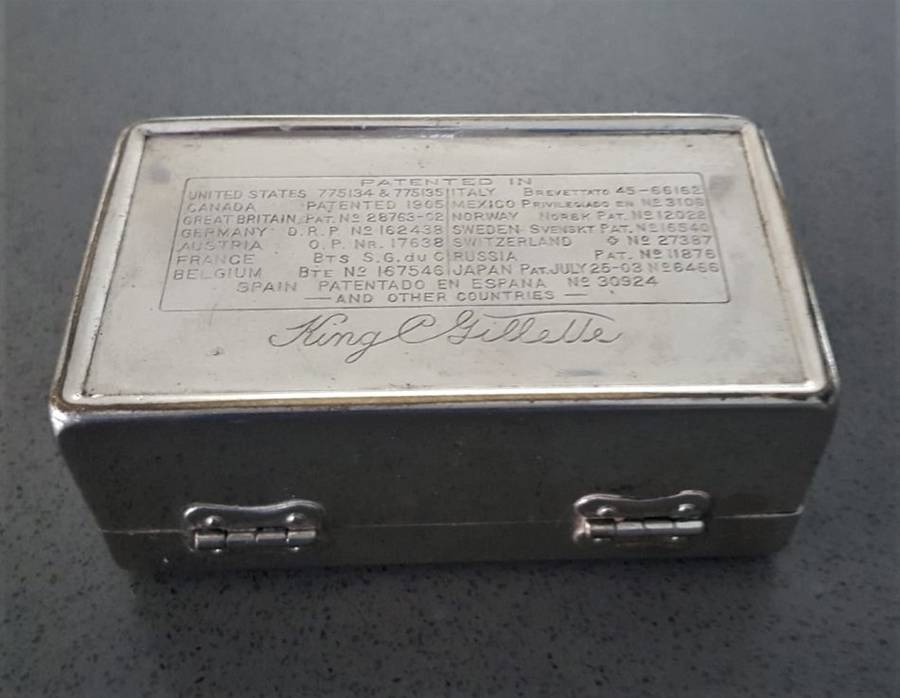 PATENTED IN
UNITED STATES 775134 & 775135 ITALY BREVETTATO 45-66162
CANADA PATENTED 1905 MEXICO PRIVILEGIADO EN Nº 3106
GREAT BRITAIN PAT. Nº 28763-02 NORWAY NORSK PAT. Nº 12022
GERMANY D.R.P Nº 162438 SWEDEN SVENSKT PAT. Nº 16540
AUSTRIA O.P. NR. 17638 SWITZERLAND Nº 27387
FRANCE BTS S.G.du G RUSSIA PAT. Nº 11876
BELGIUM BTE Nº 167546 JAPAN PAT. JULY 25-03 Nº 6466
SPAIN PATENTADO EN ESPANA Nº 30924
— AND OTHER COUNTRIES —
King C Gillette